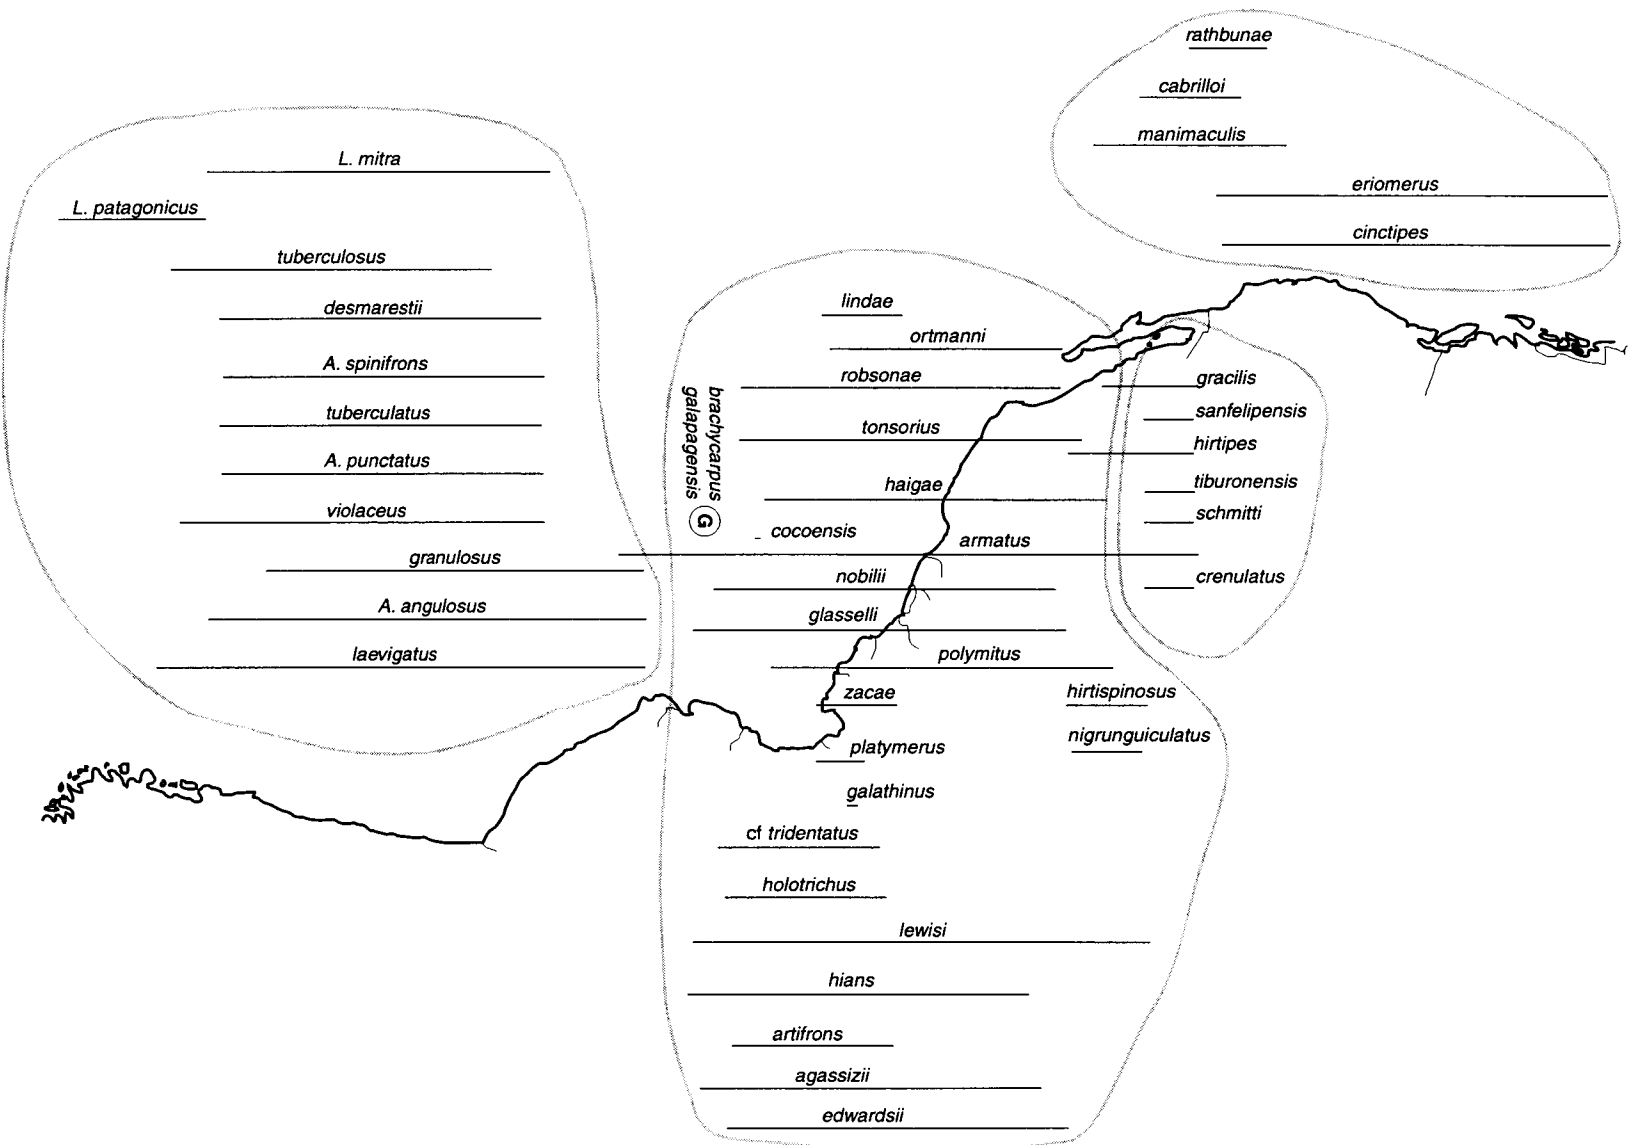 rathbunae
cabrilloi
manimaculis
eriomerus
cinctipes
L. mitra
L. patagonicus
tuberculosus
desmarestii
A. spinifrons
tuberculatus
A. punctatus
violaceus
granulosus
A. angulosus
laevigatus
lindae
ortmanni
robsonae
tonsorius
haigae
brachycarpus
galapagensis
G
cocoensis
armatus
nobilii
glasselli
polymitus
zacae
hirtispinosus
platymerus
nigrunguiculatus
galathinus
cf tridentatus
holotrichus
lewisi
hians
artifrons
agassizii
edwardsii
gracilis
sanfelipensis
hirtipes
tiburonensis
schmitti
crenulatus